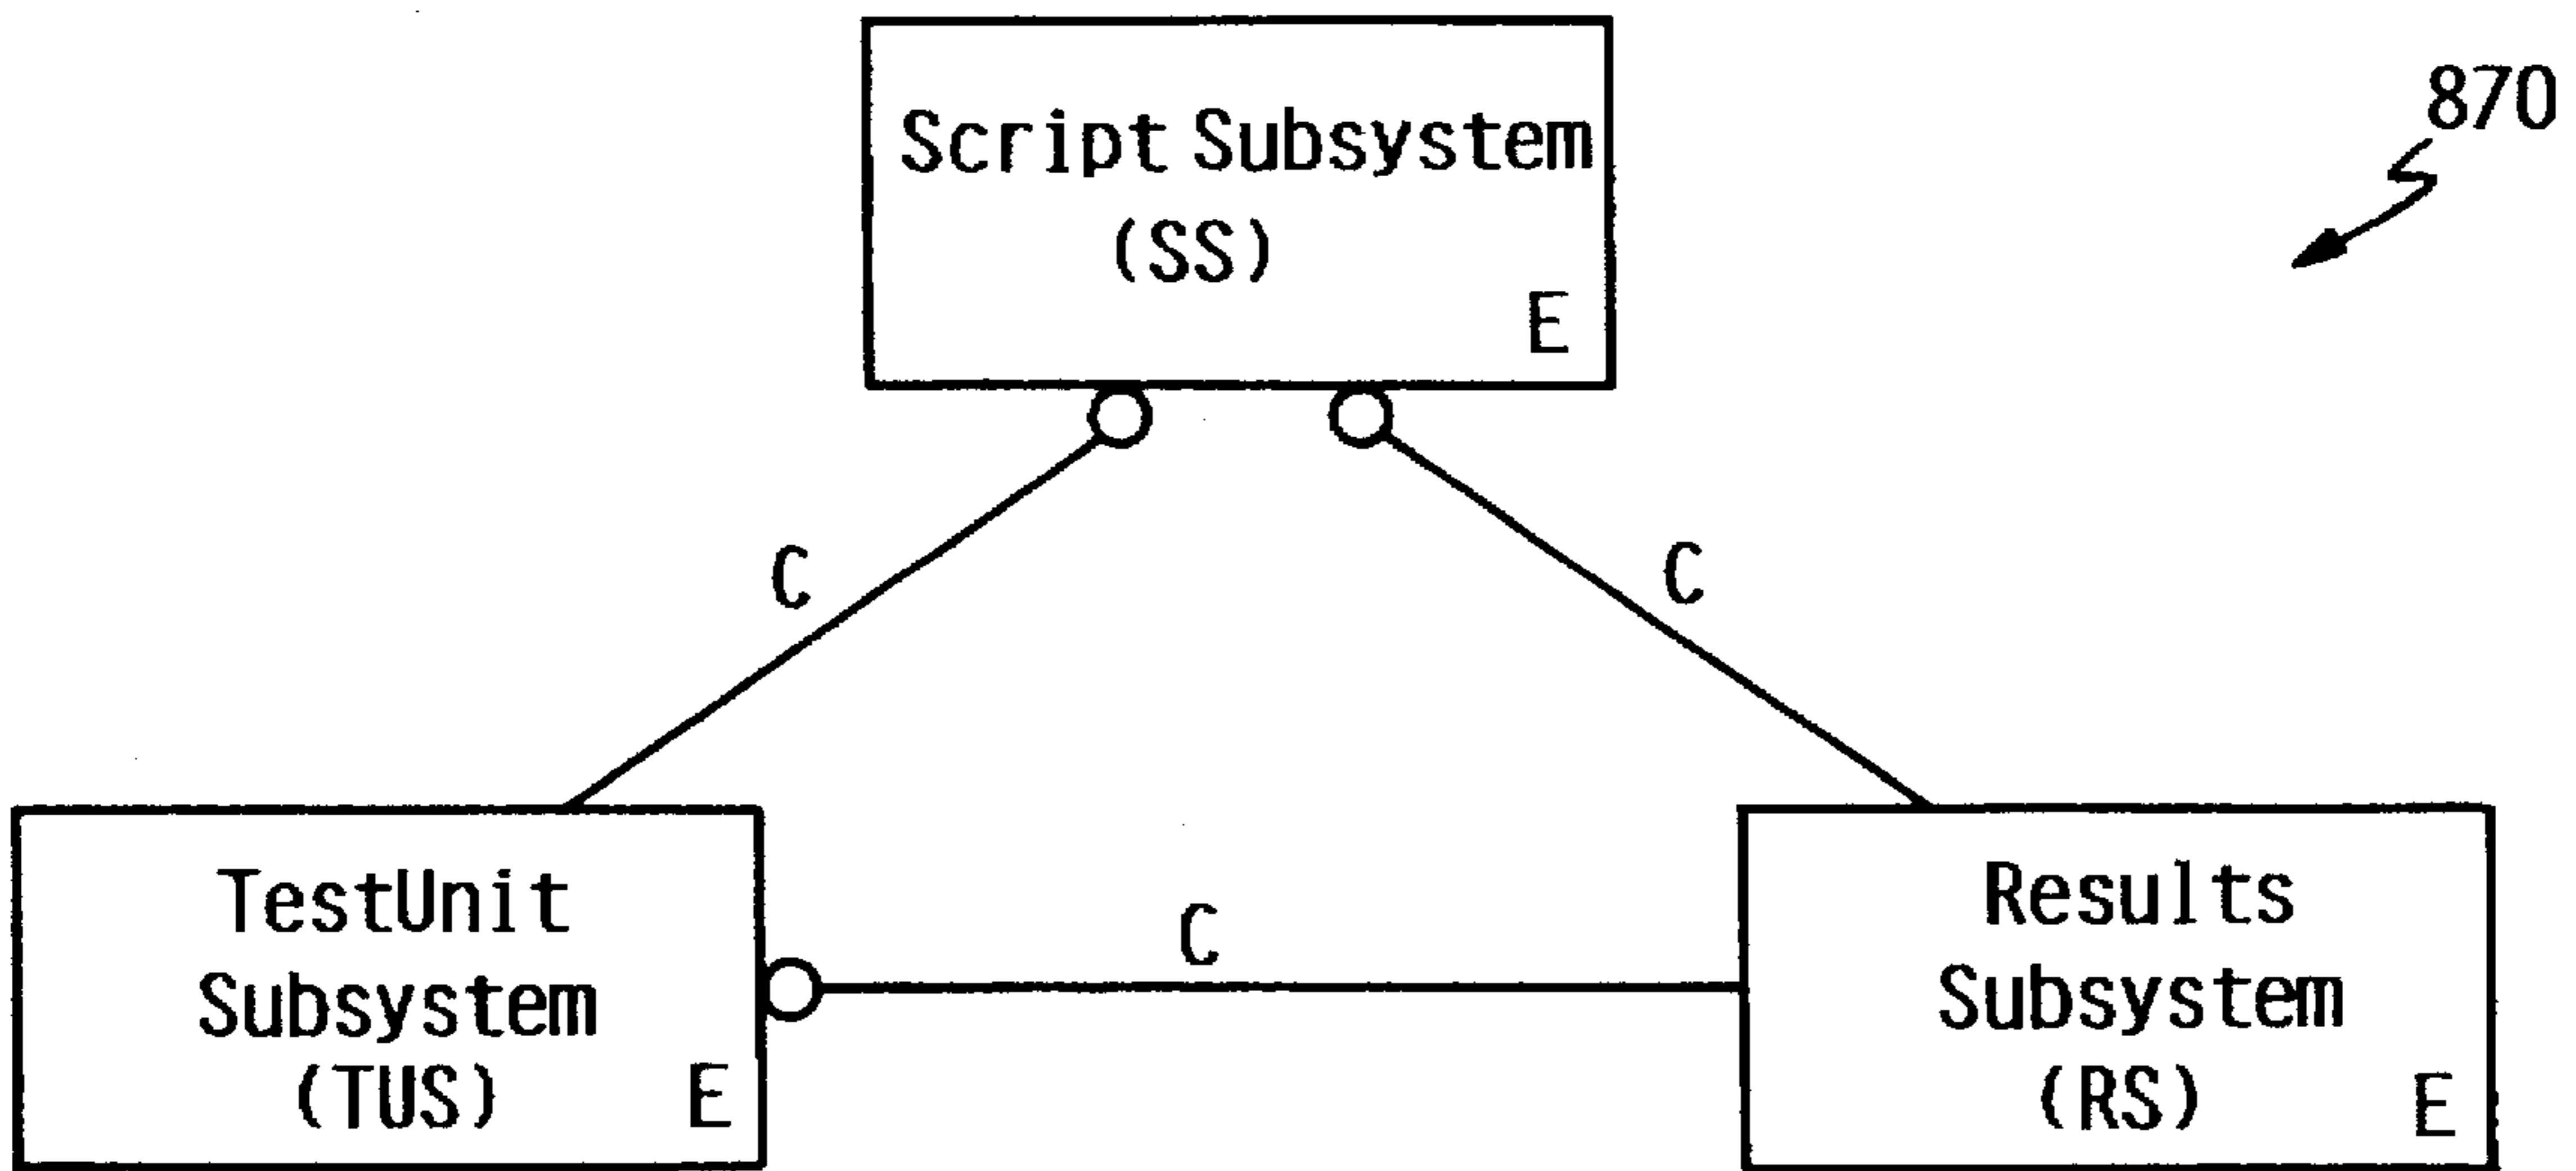 870
Script Subsystem
(SS)
E
C
C
TestUnit
Subsystem
(TUS)
E
C
Results
Subsystem
(RS)
E